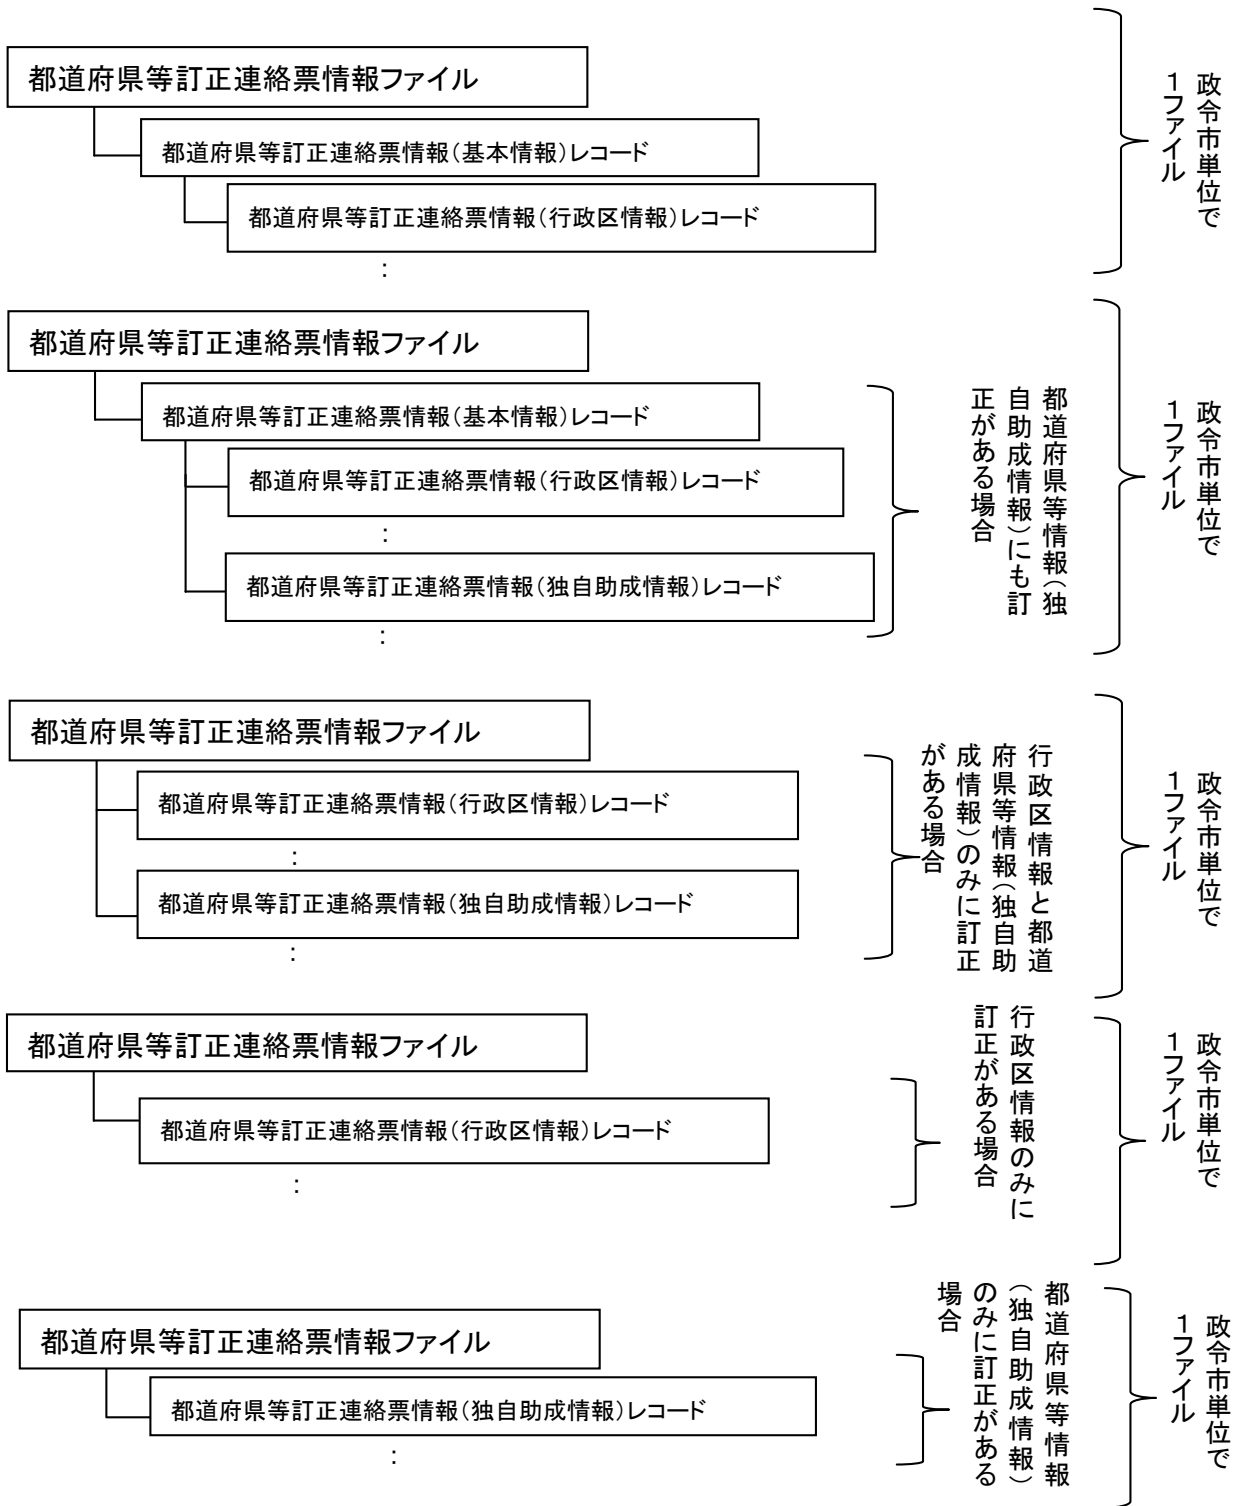 都道府県等訂正連絡票情報ファイル
都道府県等訂正連絡票情報(基本情報)レコード
都道府県等訂正連絡票情報(行政区情報)レコード
:
政令市単位で
1ファイル
都道府県等訂正連絡票情報ファイル
都道府県等訂正連絡票情報(基本情報)レコード
都道府県等訂正連絡票情報(行政区情報)レコード
:
都道府県等訂正連絡票情報(独自助成情報)レコード
:
都道府県等情報(独
自助成情報)にも訂
正がある場合
政令市単位で
1ファイル
都道府県等訂正連絡票情報ファイル
都道府県等訂正連絡票情報(行政区情報)レコード
:
都道府県等訂正連絡票情報(独自助成情報)レコード
:
行政区情報と都道
府県等情報(独自助
成情報)のみに訂正
がある場合
政令市単位で
1ファイル
都道府県等訂正連絡票情報ファイル
都道府県等訂正連絡票情報(行政区情報)レコード
:
行政区情報のみに
訂正がある場合
政令市単位で
1ファイル
都道府県等訂正連絡票情報ファイル
都道府県等訂正連絡票情報(独自助成情報)レコード
:
都道府県等情報
(独自助成情報)
のみに訂正がある
場合
政令市単位で
1ファイル